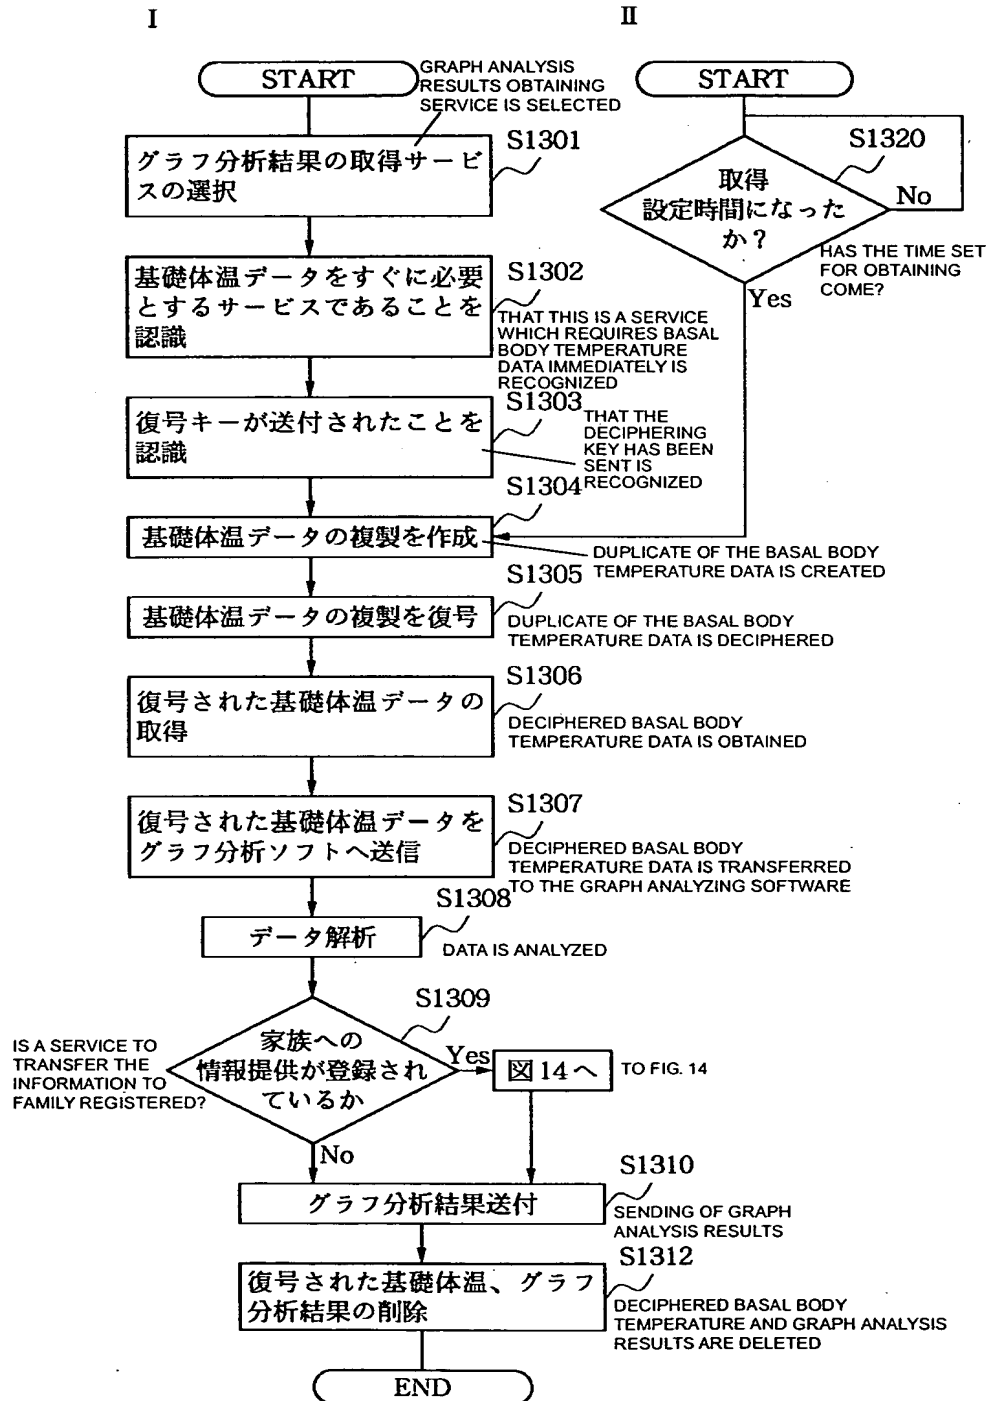 I
II
START
GRAPH ANALYSIS
RESULTS OBTAINING
SERVICE IS SELECTED
START
S1301
グラフ分析結果の取得サービ
スの選択
S1320
取得
設定時間になった
か？
No
HAS THE TIME SET
FOR OBTAINING
COME?
Yes
S1302
基礎体温データをすぐに必要
とするサービスであることを
認識
THAT THIS IS A SERVICE
WHICH REQUIRES BASAL
BODY TEMPERATURE
DATA IMMEDIATELY IS
RECOGNIZED
S1303
復号キーが送付されたことを
認識
THAT THE
DECIPHERING
KEY HAS BEEN
SENT IS
RECOGNIZED
S1304
基礎体温データの複製を作成
DUPLICATE OF THE BASAL BODY
TEMPERATURE DATA IS CREATED
S1305
基礎体温データの複製を復号
DUPLICATE OF THE BASAL BODY
TEMPERATURE DATA IS DECIPHERED
S1306
復号された基礎体温データの
取得
DECIPHERED BASAL BODY
TEMPERATURE DATA IS OBTAINED
S1307
復号された基礎体温データを
グラフ分析ソフトへ送信
DECIPHERED BASAL BODY
TEMPERATURE DATA IS TRANSFERRED
TO THE GRAPH ANALYZING SOFTWARE
S1308
データ解析
DATA IS ANALYZED
S1309
家族への
情報提供が登録され
ているか
IS A SERVICE TO
TRANSFER THE
INFORMATION TO
FAMILY REGISTERED?
Yes
図14へ
TO FIG. 14
No
S1310
グラフ分析結果送付
SENDING OF GRAPH
ANALYSIS RESULTS
S1312
復号された基礎体温、グラフ
分析結果の削除
DECIPHERED BASAL BODY
TEMPERATURE AND GRAPH ANALYSIS
RESULTS ARE DELETED
END